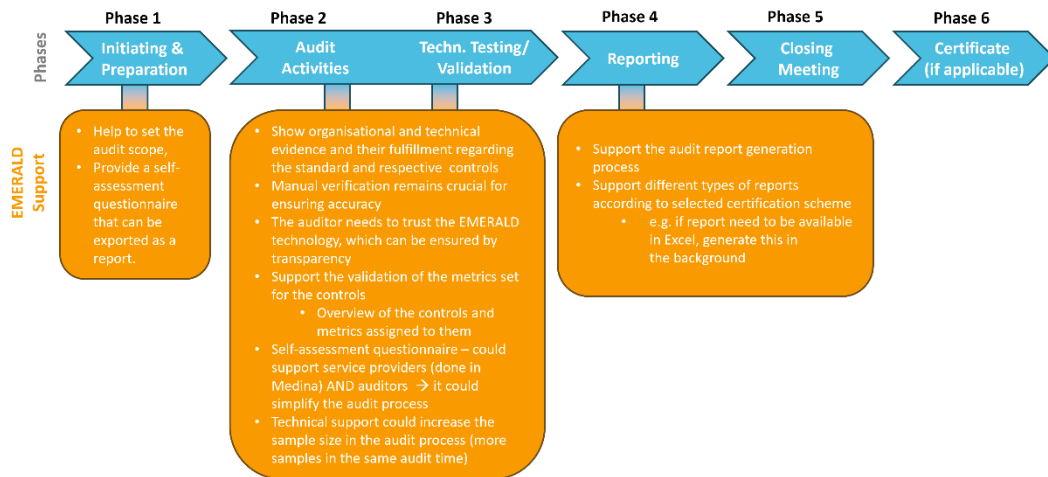 Phase 1
Phase 2
Phase 3
Phase 4
Phase 5
Phase 6
Phases
Initiating &
Preparation
Audit
Activities
Techn. Testing/
Validation
Reporting
Closing
Meeting
Certificate
(if applicable)
EMERALD
Support
• Help to set the
audit scope,
• Provide a self-
assessment
questionnaire
that can be
exported as a
report.
• Show organisational and technical
evidence and their fulfillment regarding
the standard and respective controls
• Manual verification remains crucial for
ensuring accuracy
• The auditor needs to trust the EMERALD
technology, which can be ensured by
transparency
• Support the validation of the metrics set
for the controls
• Overview of the controls and
metrics assigned to them
• Self-assessment questionnaire – could
support service providers (done in
Medina) AND auditors → it could
simplify the audit process
• Technical support could increase the
sample size in the audit process (more
samples in the same audit time)
• Support the audit report generation
process
• Support different types of reports
according to selected certification scheme
• e.g. if report need to be available
in Excel, generate this in
the background